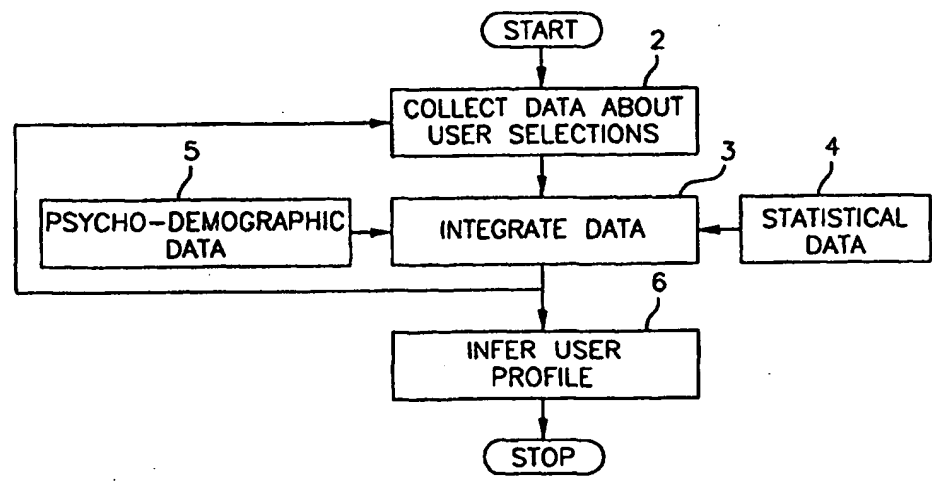 START
2
COLLECT DATA ABOUT
USER SELECTIONS
5
3
4
PSYCHO-DEMOGRAPHIC
DATA
INTEGRATE DATA
STATISTICAL
DATA
6
INFER USER
PROFILE
STOP